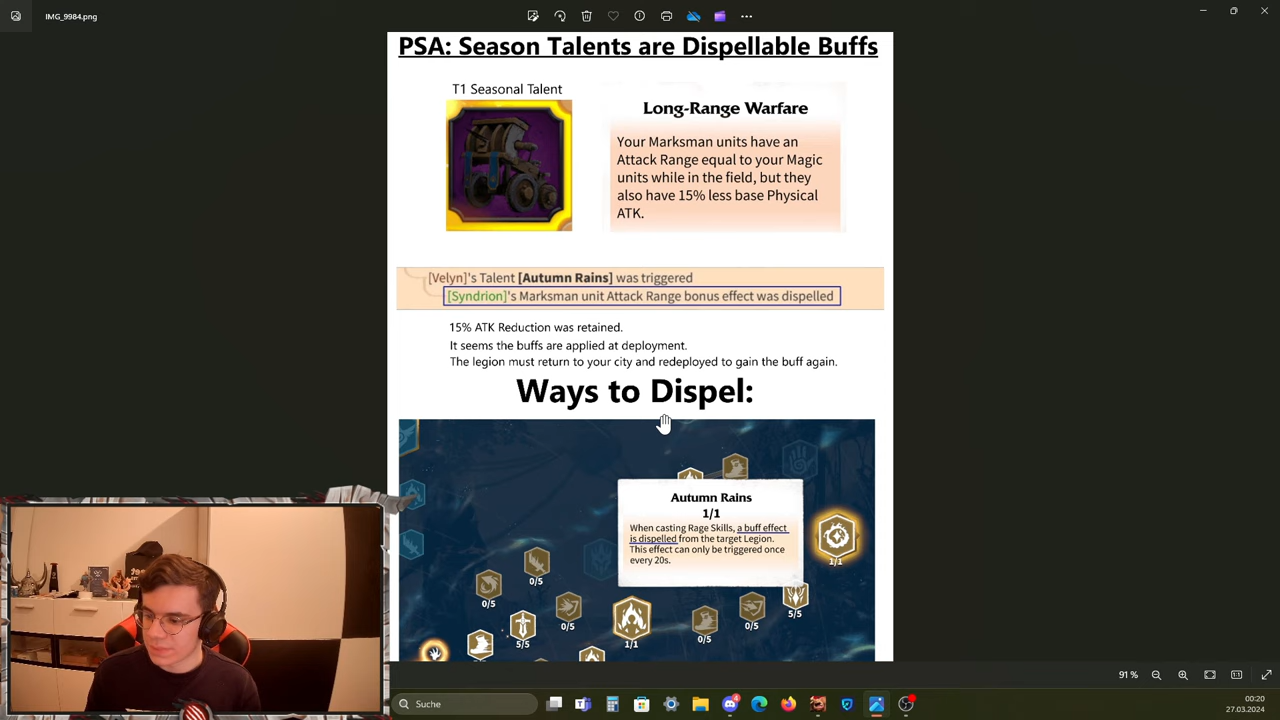 IMG_9984.png
PSA: Season Talents are Dispellable Buffs
T1 Seasonal Talent
Long-Range Warfare
Your Marksman units have an
Attack Range equal to your Magic
units while in the field, but they
also have 15% less base Physical
ATK.
[Velyn]'s Talent [Autumn Rains] was triggered
[Syndrion]'s Marksman unit Attack Range bonus effect was dispelled
15% ATK Reduction was retained.
It seems the buffs are applied at deployment.
The legion must return to your city and redeployed to gain the buff again.
Ways to Dispel:
Autumn Rains
1/1
When casting Rage Skills, a buff effect
is dispelled from the target Legion.
This effect can only be triggered once
every 20s.
1/1
0/5
0/5
0/5
5/5
5/5
1/1
0/5
0/5
91 %
Suche
4
00:20
27.03.2024